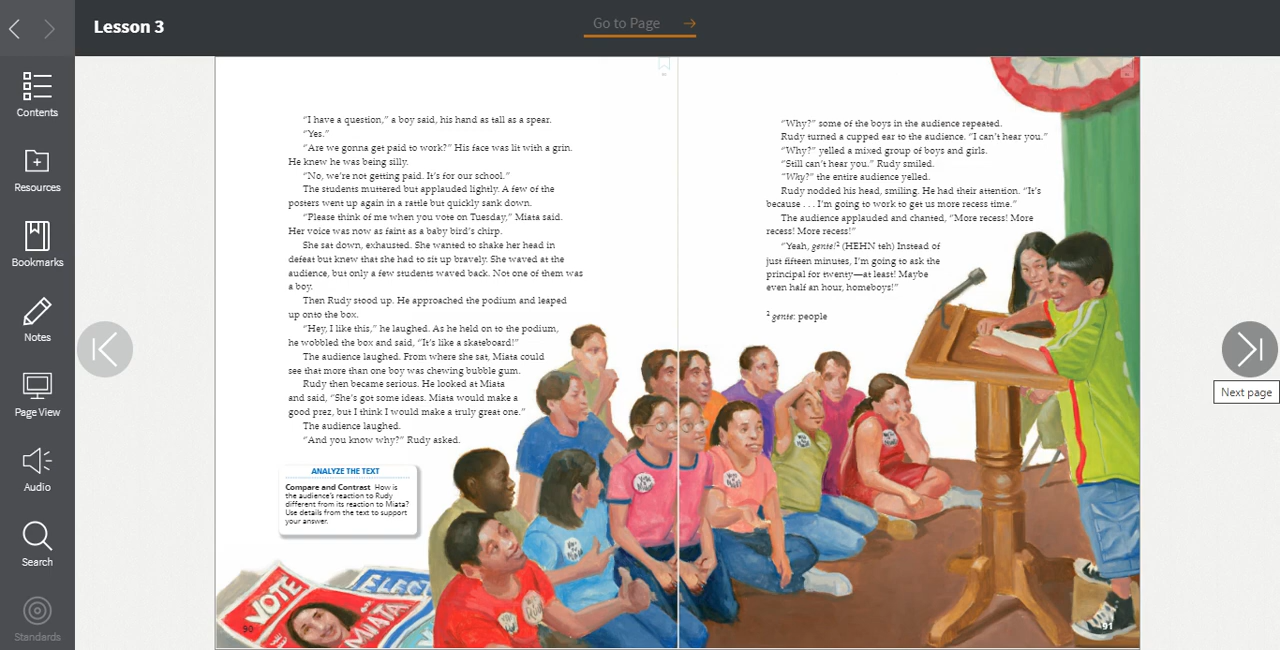 Lesson 3
Go to Page →
Contents
Resources
Bookmarks
Notes
Page View
Audio
Search
Standards
"I have a question," a boy said, his hand as tall as a spear.
"Yes."
"Are we gonna get paid to work?" His face was lit with a grin.
He knew he was being silly.
"No, we're not getting paid. It's for our school."
The students muttered but applauded lightly. A few of the
posters went up again in a rattle but quickly sank down.
"Please think of me when you vote on Tuesday," Miata said.
Her voice was now as faint as a baby bird's chirp.
She sat down, exhausted. She wanted to shake her head in
defeat but knew that she had to sit up bravely. She waved at the
audience, but only a few students waved back. Not one of them was
a boy.
Then Rudy stood up. He approached the podium and leaped
up onto the box.
"Hey, I like this," he laughed. As he held on to the podium,
he wobbled the box and said, "It's like a skateboard!"
The audience laughed. From where she sat, Miata could
see that more than one boy was chewing bubble gum.
Rudy then became serious. He looked at Miata
and said, "She's got some ideas. Miata would make a
good prez, but I think I would make a truly great one."
The audience laughed.
"And you know why?" Rudy asked.
ANALYZE THE TEXT
Compare and Contrast How is
the audience's reaction to Rudy
different from its reaction to Miata?
Use details from the text to support
your answer.
VOTE
ELEC
MIATA
90
"Why?" some of the boys in the audience repeated.
Rudy turned a cupped ear to the audience. "I can't hear you."
"Why?" yelled a mixed group of boys and girls.
"Still can't hear you." Rudy smiled.
"Why?" the entire audience yelled.
Rudy nodded his head, smiling. He had their attention. "It's
because . . . I'm going to work to get us more recess time."
The audience applauded and chanted, "More recess! More
recess! More recess!"
"Yeah, gente!² (HEHN teh) Instead of
just fifteen minutes, I'm going to ask the
principal for twenty—at least! Maybe
even half an hour, homeboys!"
² gente: people
91
Next page